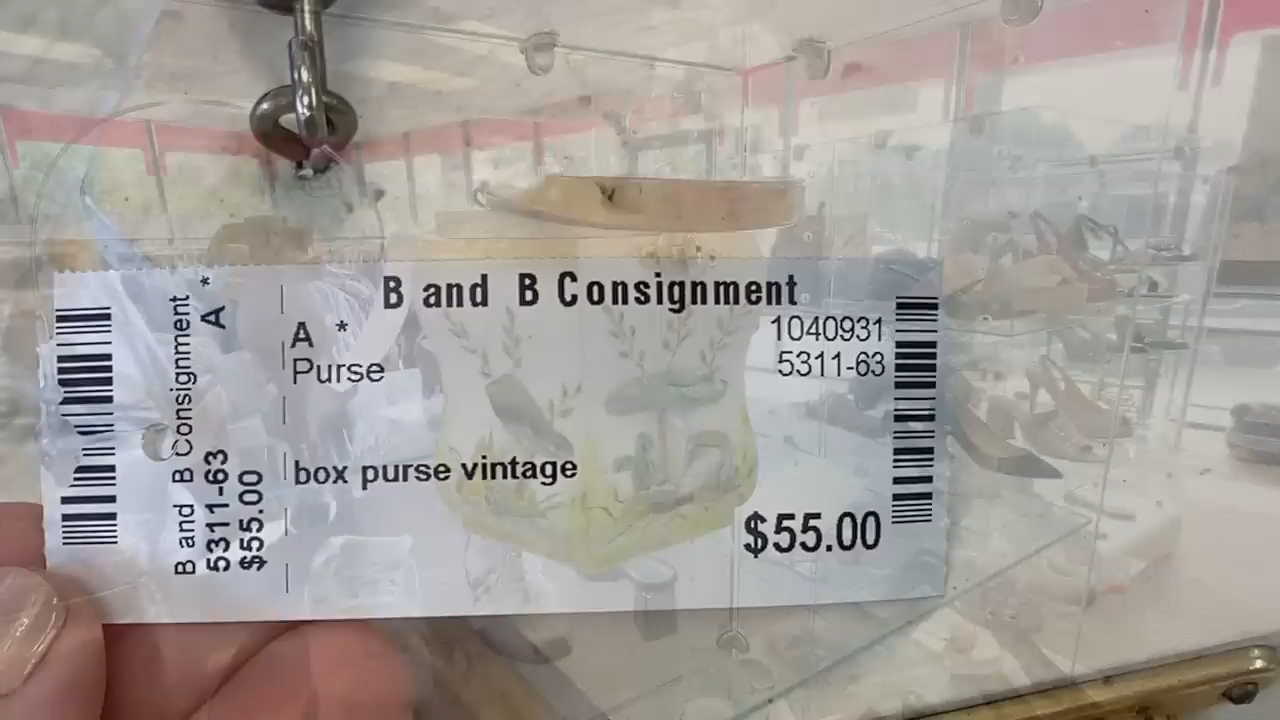 B and B Consignment
A *
5311-63
$55.00
B and B Consignment
A *
1040931
Purse
5311-63
box purse vintage
$55.00